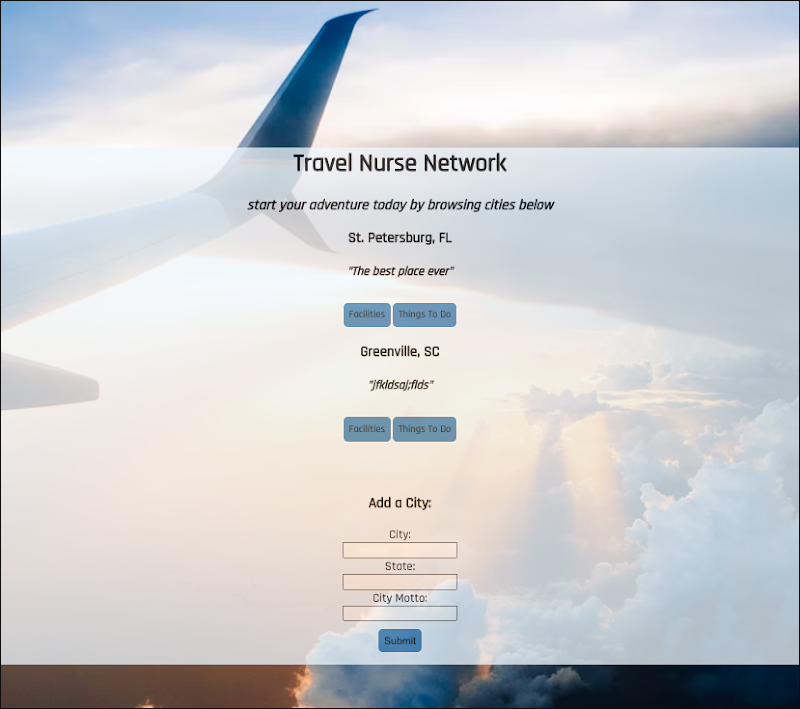 Travel Nurse Network
start your adventure today by browsing cities below
St. Petersburg, FL
"The best place ever"
Facilities Things To Do
Greenville, SC
"jfkldsaj;flds"
Facilities Things To Do
Add a City:
City:
State:
City Motto:
Submit